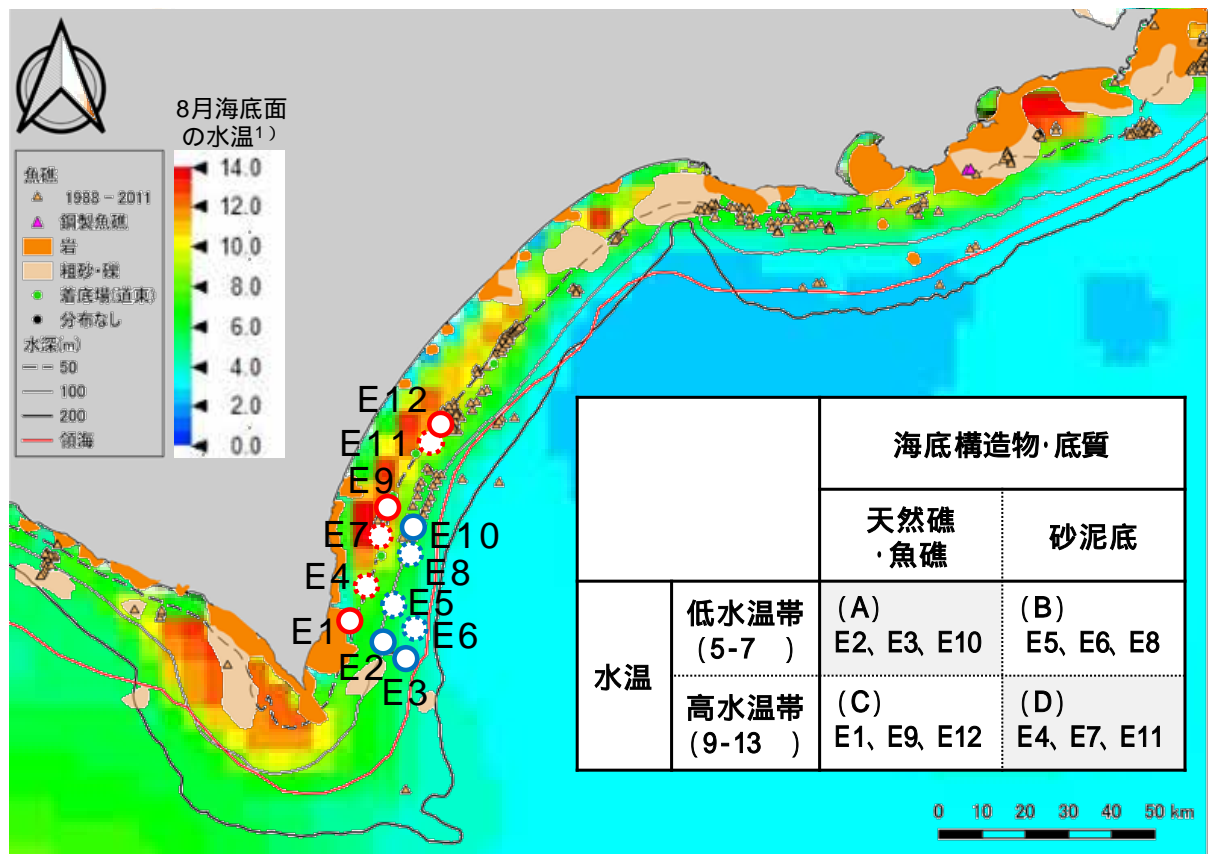 8月海底面
の水温¹)
14.0
12.0
10.0
8.0
6.0
4.0
2.0
0.0
魚礁
1988-2011
鋼製魚礁
岩
粗砂・礫
着底場(道東)
分布なし
水深(m)
50
100
200
領海
E12
E11
E9
E7
E10
E8
E4
E5
E1
E6
E2
E3
海底構造物・底質
天然礁
・魚礁
砂泥底
水温
低水温帯
(5-7 )
(A)
E2、E3、E10
(B)
E5、E6、E8
高水温帯
(9-13 )
(C)
E1、E9、E12
(D)
E4、E7、E11
0 10 20 30 40 50 km